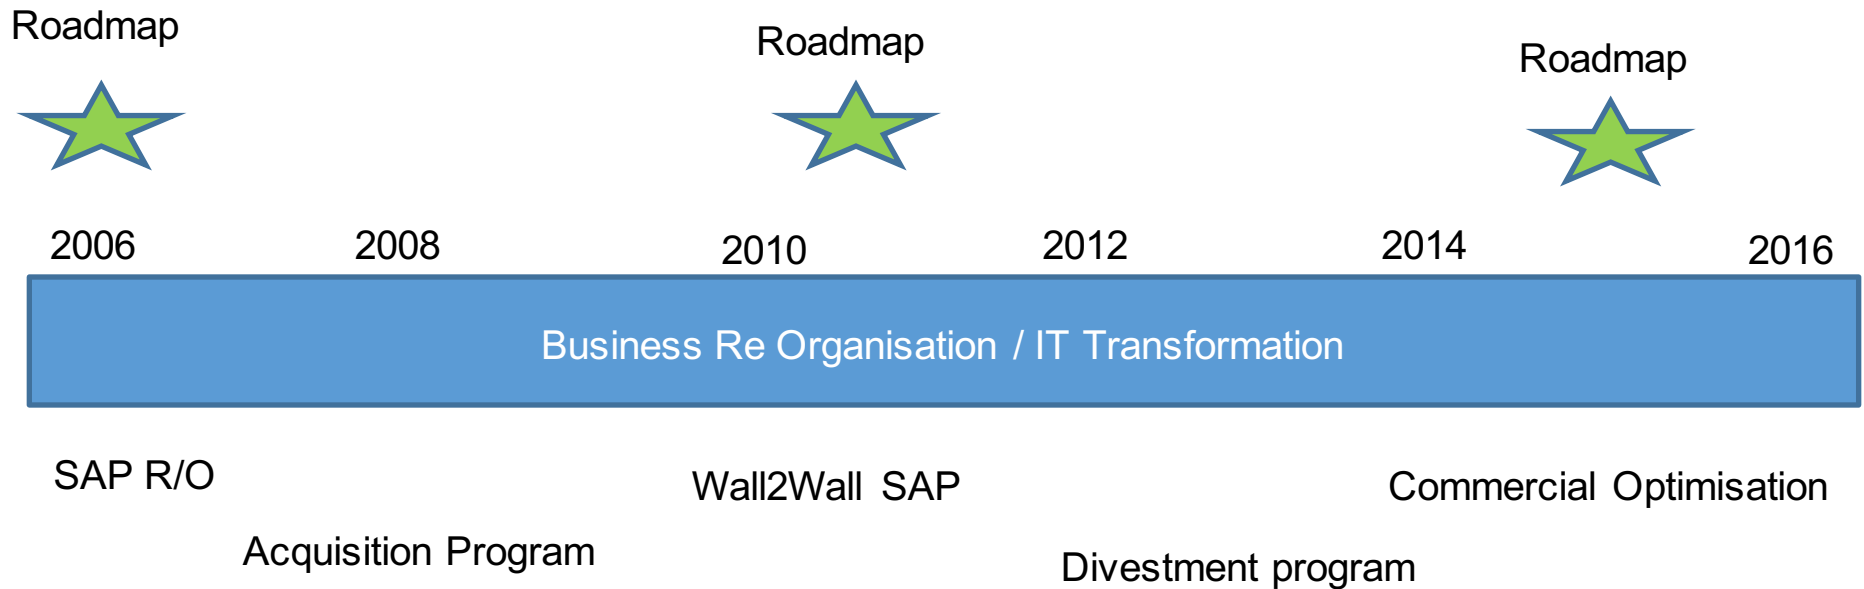 Roadmap
Roadmap
Roadmap
2006
2008
2010
2012
2014
2016
Business Re Organisation / IT Transformation
SAP R/O
Wall2Wall SAP
Commercial Optimisation
Acquisition Program
Divestment program